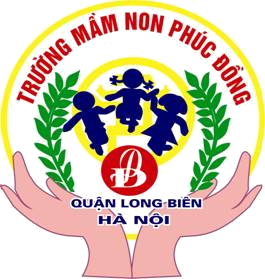 TRƯỜNG MẦM NON PHÚC ĐỒNG
QUẬN LONG BIÊN
HÀ NỘI